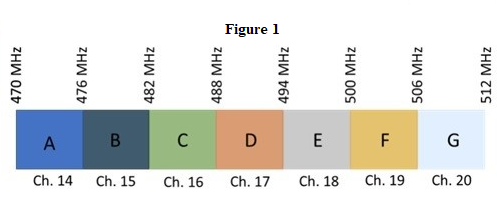 Figure 1
470 MHz 476 MHz 482 MHz 488 MHz 494 MHz 500 MHz 506 MHz 512 MHz
A B C D E F G
Ch. 14 Ch. 15 Ch. 16 Ch. 17 Ch. 18 Ch. 19 Ch. 20